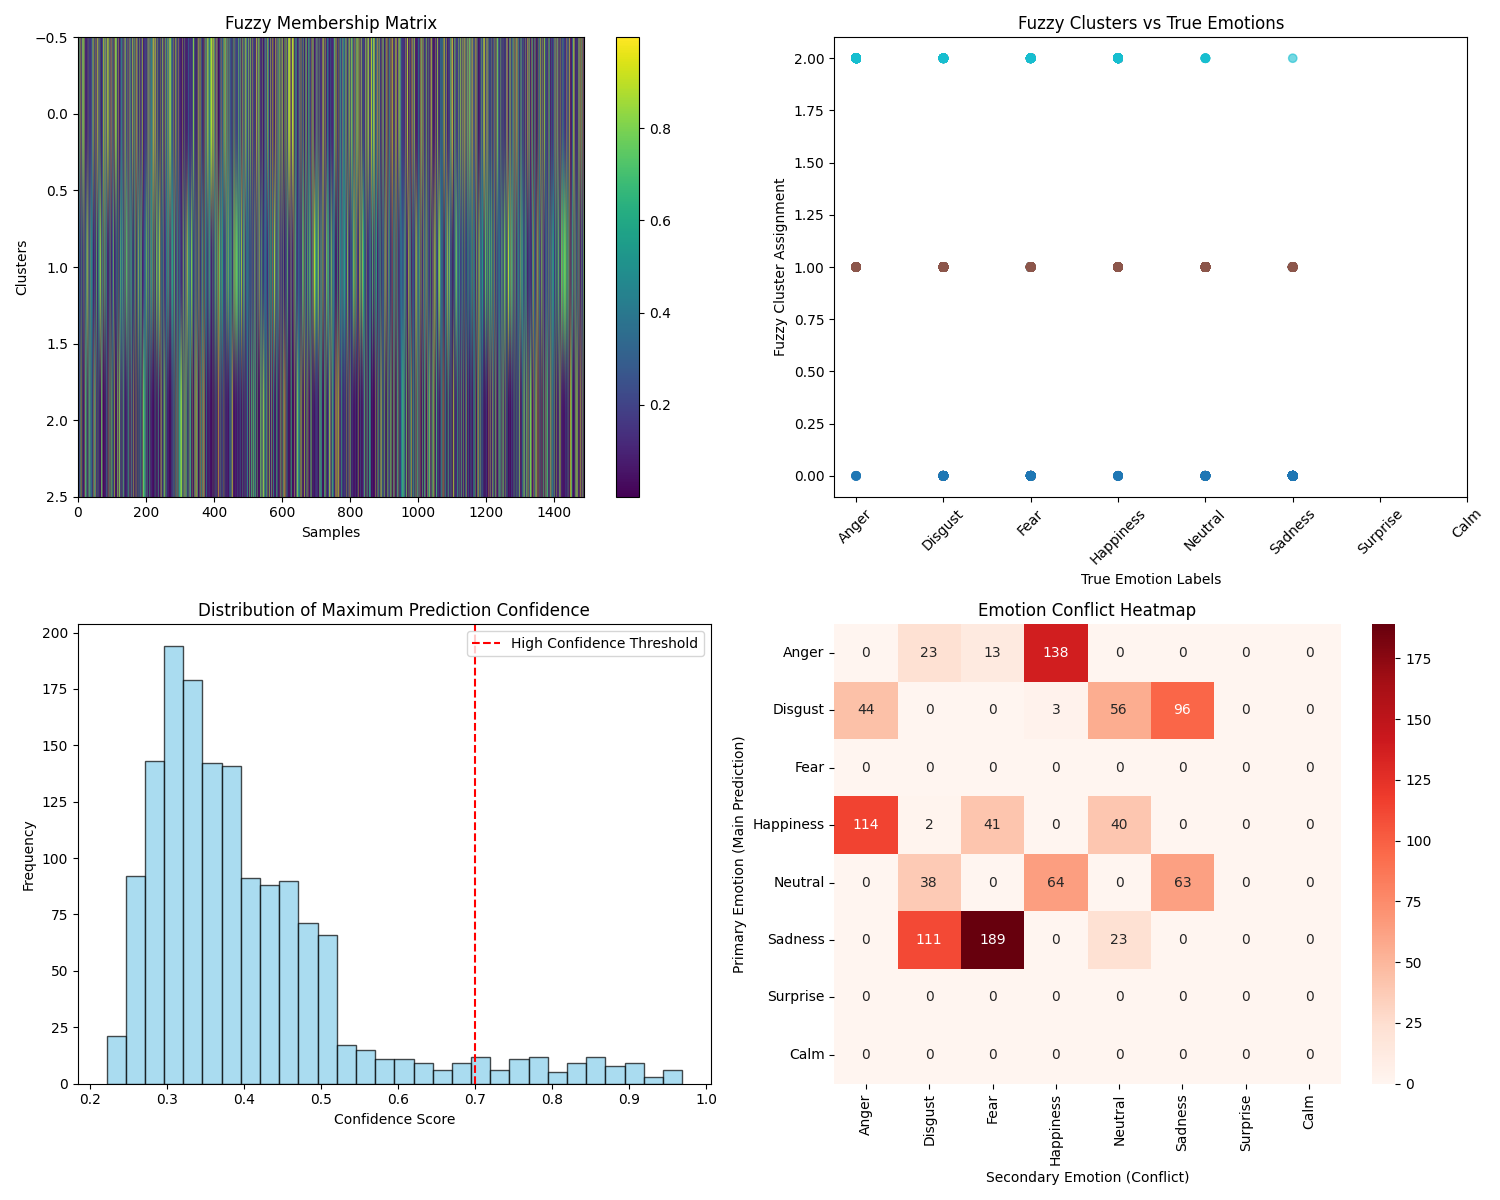 Fuzzy Membership Matrix
−0.5
0.0
0.5
1.0
1.5
2.0
2.5
Clusters
0 200 400 600 800 1000 1200 1400
Samples
0.8
0.6
0.4
0.2
Fuzzy Clusters vs True Emotions
2.00
1.75
1.50
1.25
1.00
0.75
0.50
0.25
0.00
Fuzzy Cluster Assignment
Anger Disgust Fear Happiness Neutral Sadness Surprise Calm
True Emotion Labels
Distribution of Maximum Prediction Confidence
High Confidence Threshold
200
175
150
125
100
75
50
25
0
Frequency
0.2 0.3 0.4 0.5 0.6 0.7 0.8 0.9 1.0
Confidence Score
Emotion Conflict Heatmap
Primary Emotion (Main Prediction)
Anger 0 23 13 138 0 0 0 0
Disgust 44 0 0 3 56 96 0 0
Fear 0 0 0 0 0 0 0 0
Happiness 114 2 41 0 40 0 0 0
Neutral 0 38 0 64 0 63 0 0
Sadness 0 111 189 0 23 0 0 0
Surprise 0 0 0 0 0 0 0 0
Calm 0 0 0 0 0 0 0 0
Anger Disgust Fear Happiness Neutral Sadness Surprise Calm
Secondary Emotion (Conflict)
175
150
125
100
75
50
25
0